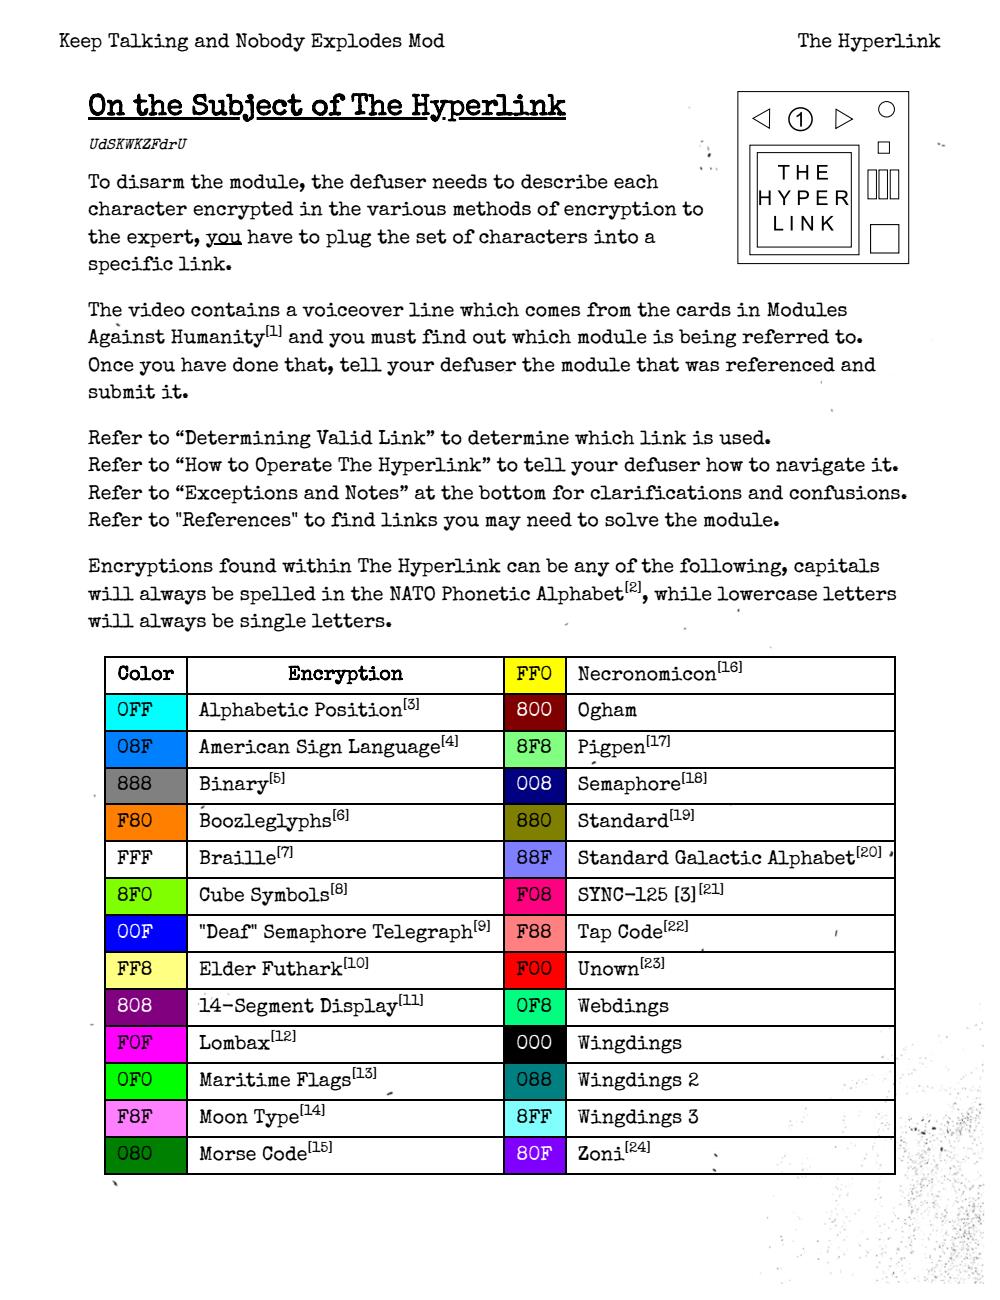 Keep Talking and Nobody Explodes Mod
The Hyperlink
On the Subject of The Hyperlink
UdSKWKZFdrU
To disarm the module, the defuser needs to describe each
character encrypted in the various methods of encryption to
the expert, you have to plug the set of characters into a
specific link.
1
THE
HYPER
LINK
The video contains a voiceover line which comes from the cards in Modules
Against Humanity[1] and you must find out which module is being referred to.
Once you have done that, tell your defuser the module that was referenced and
submit it.
Refer to “Determining Valid Link” to determine which link is used.
Refer to “How to Operate The Hyperlink” to tell your defuser how to navigate it.
Refer to “Exceptions and Notes” at the bottom for clarifications and confusions.
Refer to "References" to find links you may need to solve the module.
Encryptions found within The Hyperlink can be any of the following, capitals
will always be spelled in the NATO Phonetic Alphabet[2], while lowercase letters
will always be single letters.
Color Encryption FF0 Necronomicon[16]
0FF Alphabetic Position[3] 800 Ogham
08F American Sign Language[4] 8F8 Pigpen[17]
888 Binary[5] 008 Semaphore[18]
F80 Boozleglyphs[6] 880 Standard[19]
FFF Braille[7] 88F Standard Galactic Alphabet[20]
8F0 Cube Symbols[8] F08 SYNC-125 [3][21]
00F "Deaf" Semaphore Telegraph[9] F88 Tap Code[22]
FF8 Elder Futhark[10] F00 Unown[23]
808 14-Segment Display[11] 0F8 Webdings
F0F Lombax[12] 000 Wingdings
0F0 Maritime Flags[13] 088 Wingdings 2
F8F Moon Type[14] 8FF Wingdings 3
080 Morse Code[15] 80F Zoni[24]